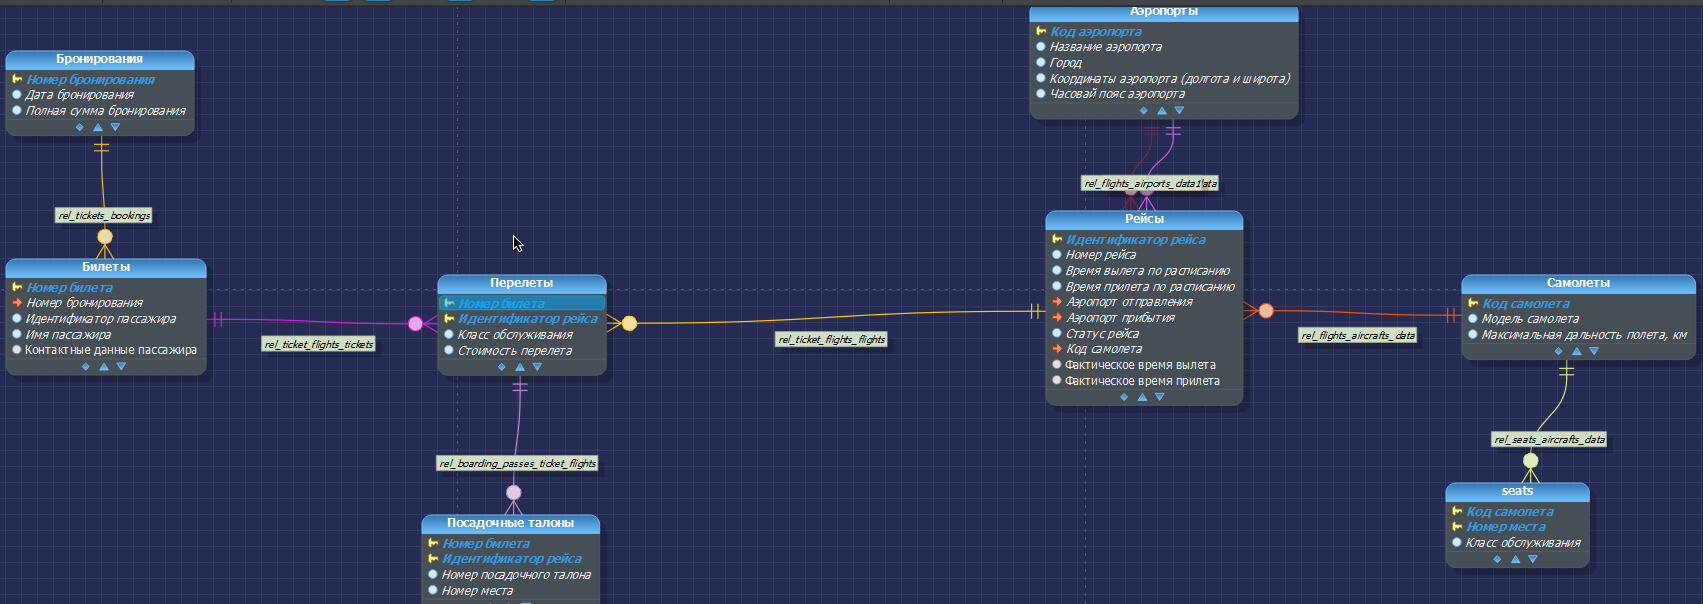 Аэропорты
Код аэропорта
Название аэропорта
Город
Координаты аэропорта (долгота и широта)
Часовай пояс аэропорта
Бронирования
Номер бронирования
Дата бронирования
Полная сумма бронирования
rel_tickets_bookings
rel_flights_airports_data1
Билеты
Номер билета
Номер бронирования
Идентификатор пассажира
Имя пассажира
Контактные данные пассажира
rel_ticket_flights_tickets
Перелеты
Номер билета
Идентификатор рейса
Класс обслуживания
Стоимость перелета
rel_ticket_flights_flights
Рейсы
Идентификатор рейса
Номер рейса
Время вылета по расписанию
Время прилета по расписанию
Аэропорт отправления
Аэропорт прибытия
Статус рейса
Код самолета
Фактическое время вылета
Фактическое время прилета
rel_flights_aircrafts_data
Самолеты
Код самолета
Модель самолета
Максимальная дальность полета, км
rel_seats_aircrafts_data
seats
Код самолета
Номер места
Класс обслуживания
rel_boarding_passes_ticket_flights
Посадочные талоны
Номер бмлета
Идентификатор рейса
Номер посадочного талона
Номер места